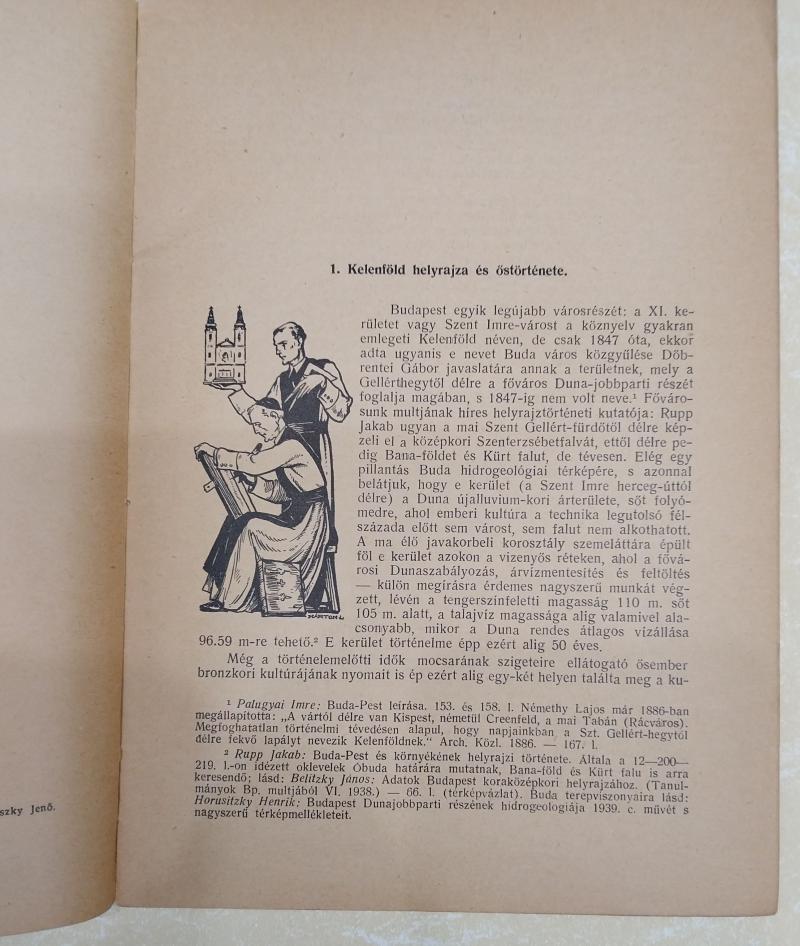 1. Kelenföld helyrajza és őstörténete.
Budapest egyik legújabb városrészét: a XI. ke-
rületet vagy Szent Imre-várost a köznyelv gyakran
emlegeti Kelenföld néven, de csak 1847 óta, ekkor
adta ugyanis e nevet Buda város közgyűlése Döb-
rentei Gábor javaslatára annak a területnek, mely a
Gellérthegytől délre a főváros Duna-jobbparti részét
foglalja magában, s 1847-ig nem volt neve.¹ Főváro-
sunk multjának híres helyrajztörténeti kutatója: Rupp
Jakab ugyan a mai Szent Gellért-fürdőtől délre kép-
zeli el a középkori Szenterzsébetfalvát, ettől délre pe-
dig Bana-földet és Kürt falut, de tévesen. Elég egy
pillantás Buda hidrogeológiai térképére, s azonnal
belátjuk, hogy e kerület (a Szent Imre herceg-úttól
délre) a Duna újalluvium-kori árterülete, sőt folyó-
medre, ahol emberi kultúra a technika legutolsó fél-
százada előtt sem várost, sem falut nem alkothatott.
A ma élő javakorbeli korosztály szemeláttára épült
föl e kerület azokon a vizenyős réteken, ahol a fővá-
rosi Dunaszabályozás, árvízmentesítés és feltöltés
— külön megírásra érdemes nagyszerű munkát vég-
zett, lévén a tengerszínfeletti magasság 110 m. sőt
105 m. alatt, a talajvíz magassága alig valamivel ala-
csonyabb, mikor a Duna rendes átlagos vízállása
96.59 m-re tehető.² E kerület történelme épp ezért alig 50 éves.
Még a történelemelőtti idők mocsarának szigeteire ellátogató ősember
bronzkori kultúrájának nyomait is ép ezért alig egy-két helyen találta meg a ku-
MÁRTON L.
¹ Palugyai Imre: Buda-Pest leírása. 153. és 158. l. Némethy Lajos már 1886-ban
megállapította: „A vártól délre van Kispest, németül Creenfeld, a mai Tabán (Rácváros).
Megfoghatatlan történelmi tévedésen alapul, hogy napjainkban a Szt. Gellért-hegytől
délre fekvő lapályt nevezik Kelenföldnek." Arch. Közl. 1886. — 167. l.
² Rupp Jakab: Buda-Pest és környékének helyrajzi története. Általa a 12—200—
219. l.-on idézett oklevelek Óbuda határára mutatnak, Bana-föld és Kürt falu is arra
keresendő; lásd: Belitzky János: Adatok Budapest koraközépkori helyrajzához. (Tanul-
mányok Bp. multjából VI. 1938.) — 66. l. (térképvázlat). Buda terepviszonyaira lásd:
Horusitzky Henrik: Budapest Dunajobbparti részének hidrogeológiája 1939. c. művét s
nagyszerű térképmellékleteit.
szky Jenő.